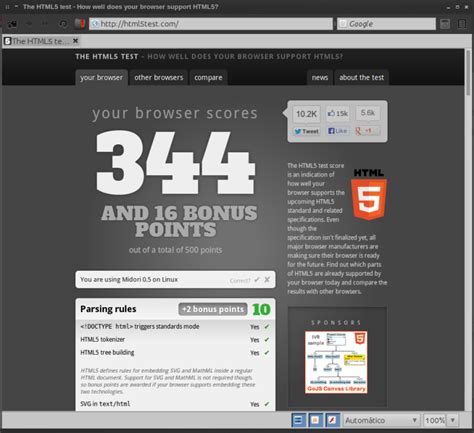 The HTML5 test - How well does your browser support HTML5?
http://html5test.com/
Google
The HTML5 te...
THE HTML5 TEST - HOW WELL DOES YOUR BROWSER SUPPORT HTML5?
your browser
other browsers
compare
news
about the test
your browser scores
344
AND 16 BONUS
POINTS
out of a total of 500 points
10.2K
15k
5.6k
Tweet
Like
+1
The HTML5 test score
is an indication of
how well your
browser supports the
upcoming HTML5
standard and related
specifications. Even
though the
specification isn't finalized yet, all
major browser manufacturers are
making sure their browser is ready
for the future. Find out which parts
of HTML5 are already supported by
your browser today and compare the
results with other browsers.
HTML
5
You are using Midori 0.5 on Linux
Correct? ✔ ✘
Parsing rules
+2 bonus points
10
<!DOCTYPE html> triggers standards mode
Yes ✔
HTML5 tokenizer
Yes ✔
HTML5 tree building
Yes ✔
HTML5 defines rules for embedding SVG and MathML inside a regular
HTML document. Support for SVG and MathML is not required though,
so bonus points are awarded if your browser supports embedding these
two technologies.
SVG in text/html
Yes ✔
SPONSORS
IVR
sample
GoJS Canvas Library
Automático
100%